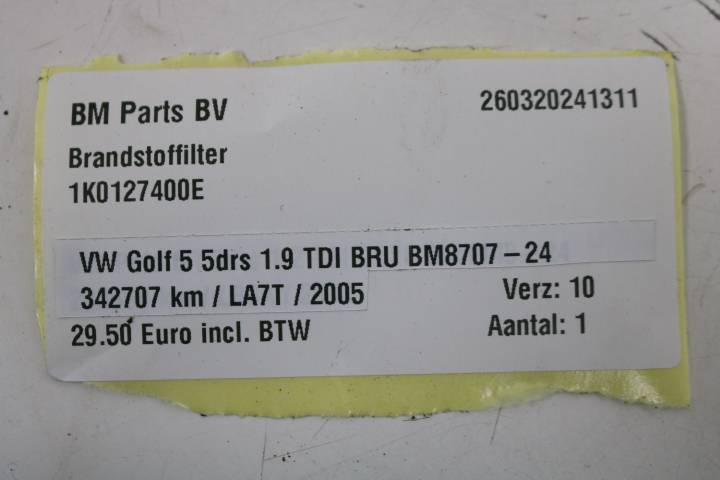 BM Parts BV 260320241311
Brandstoffilter
1K0127400E
VW Golf 5 5drs 1.9 TDI BRU BM8707-24
342707 km / LA7T / 2005 Verz: 10
29.50 Euro incl. BTW Aantal: 1